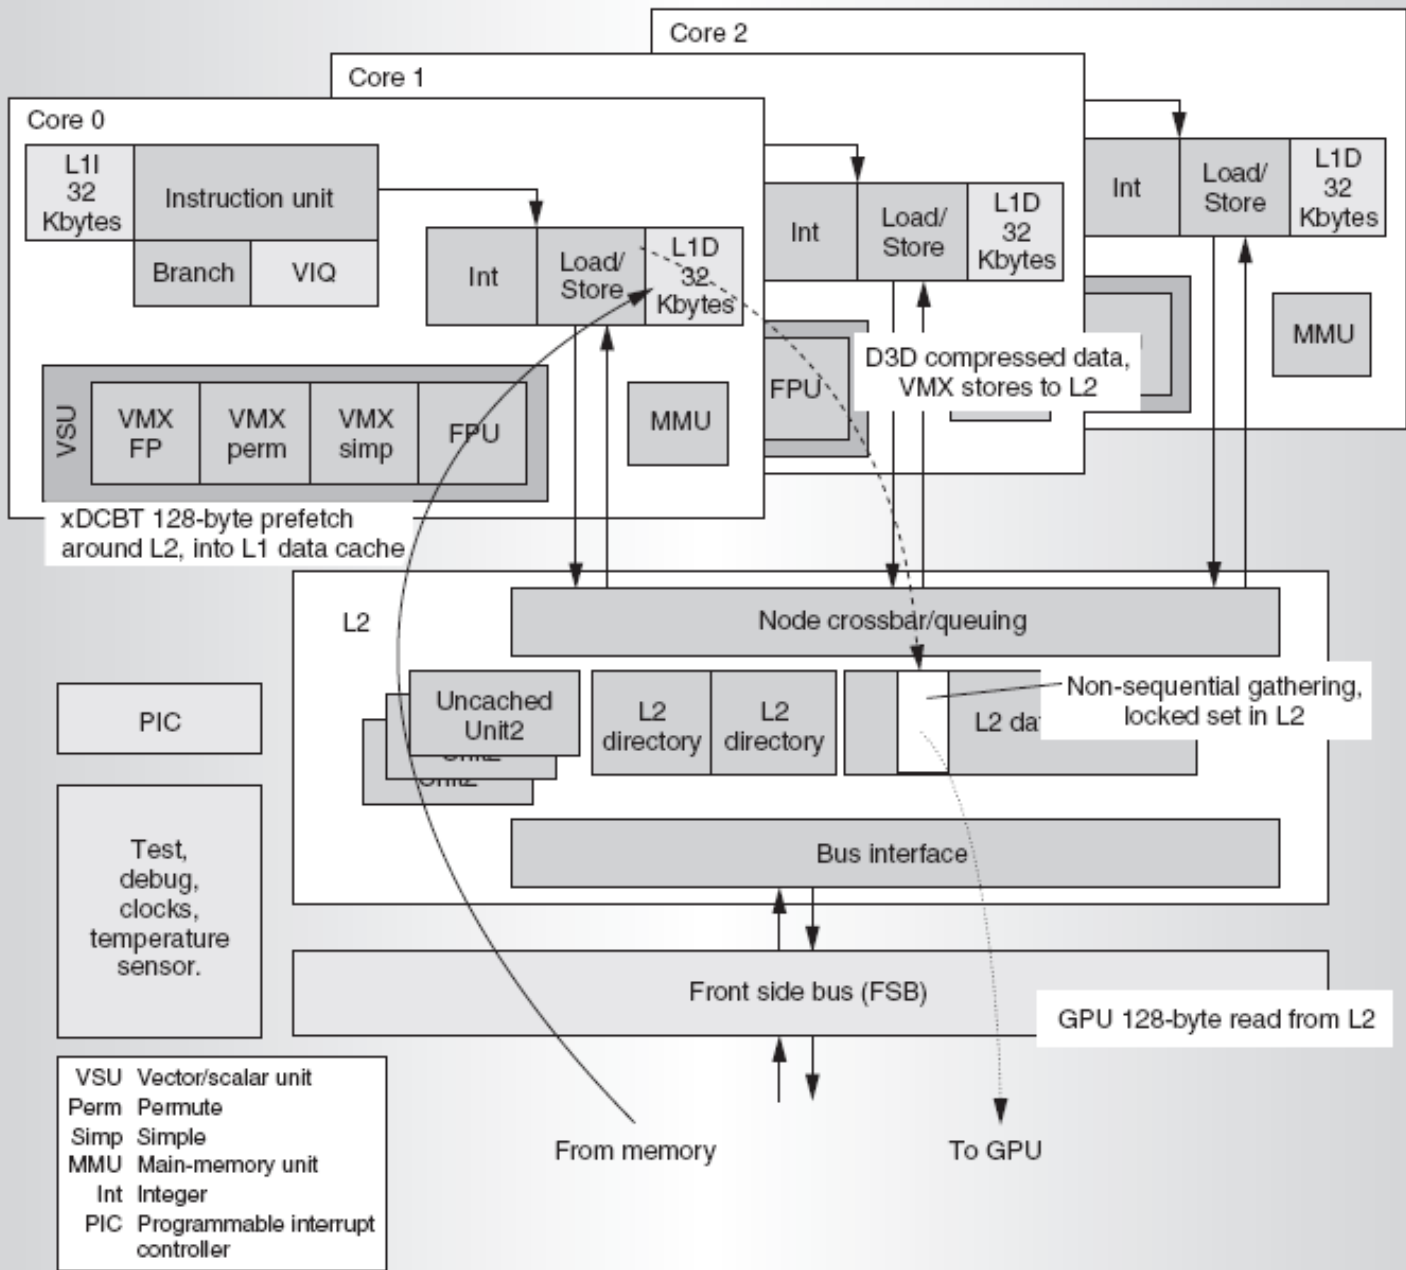 Core 2
Core 1
Core 0
L1I
32
Kbytes
Instruction unit
Branch
VIQ
Int
Load/
Store
L1D
32
Kbytes
Int
Load/
Store
L1D
32
Kbytes
Int
Load/
Store
L1D
32
Kbytes
VSU
VMX
FP
VMX
perm
VMX
simp
FPU
MMU
FPU
D3D compressed data,
VMX stores to L2
MMU
xDCBT 128-byte prefetch
around L2, into L1 data cache
L2
Node crossbar/queuing
Uncached
Unit2
Unit2
Unit2
L2
directory
L2
directory
L2 da
Non-sequential gathering,
locked set in L2
PIC
Test,
debug,
clocks,
temperature
sensor.
Bus interface
Front side bus (FSB)
GPU 128-byte read from L2
From memory
To GPU
VSU Vector/scalar unit
Perm Permute
Simp Simple
MMU Main-memory unit
Int Integer
PIC Programmable interrupt
controller